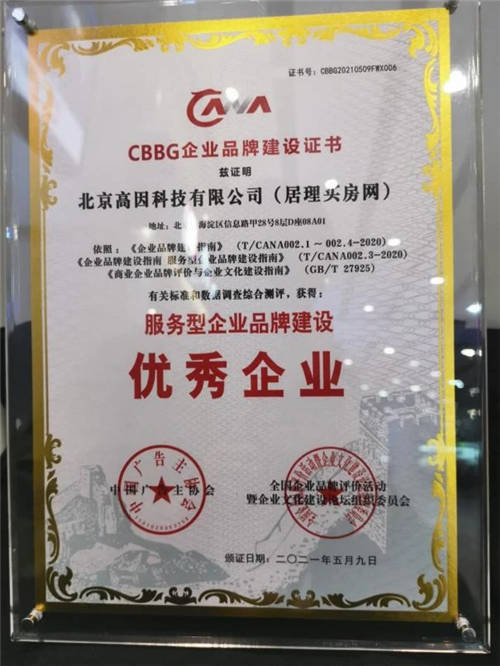 证书号：CBBG20210509FWX006
CANA
CBBG企业品牌建设证书
兹证明
北京高因科技有限公司（居理买房网）
地址：北 海淀区信息路甲28号8层D座08A01
依照：《企业品牌建设指南》（T/CANA002.1～002.4-2020）
《企业品牌建设指南 服务型企业品牌建设指南》（T/CANA002.3-2020）
《商业企业品牌评价与企业文化建设指南》（GB/T 27925）
有关标准和数据调查综合测评，获得：
服务型企业品牌建设
优秀企业
中国广告主协会
全国企业品牌评价活动
暨企业文化建设论坛组织委员会
颁证日期：二〇二一年五月九日